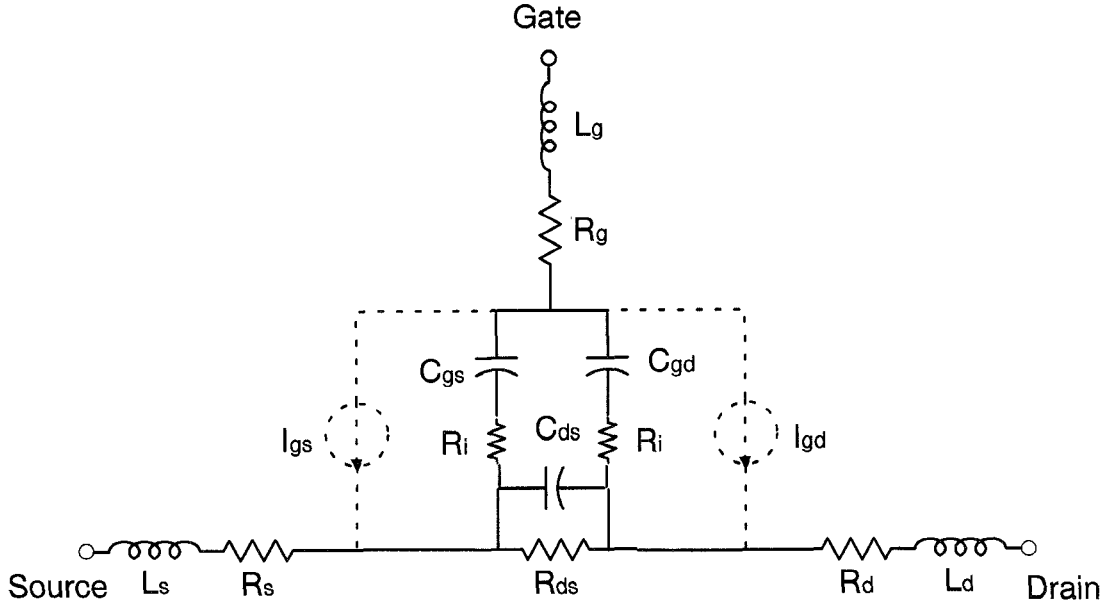 Gate
Lg
Rg
Cgs
Cgd
Igs
Ri
Cds
Ri
Igd
Source
Ls
Rs
Rds
Rd
Ld
Drain